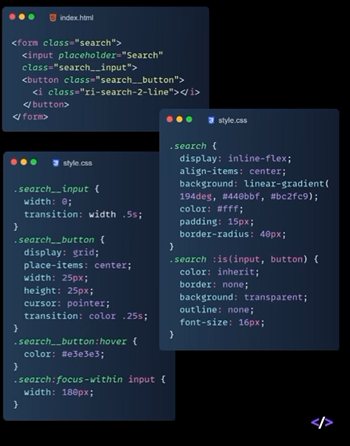 index.html
<form class="search">
<input placeholder="Search"
class="search__input">
<button class="search__button">
<i class="ri-search-2-line"></i>
</button>
</form>
style.css
.search {
display: inline-flex;
align-items: center;
background: linear-gradient(
194deg, #440bbf, #bc2fc9);
color: #fff;
padding: 15px;
border-radius: 40px;
}
.search :is(input, button) {
color: inherit;
border: none;
background: transparent;
outline: none;
font-size: 16px;
}
style.css
.search__input {
width: 0;
transition: width .5s;
}
.search__button {
display: grid;
place-items: center;
width: 25px;
height: 25px;
cursor: pointer;
transition: color .25s;
}
.search__button:hover {
color: #e3e3e3;
}
.search:focus-within input {
width: 180px;
}
</>